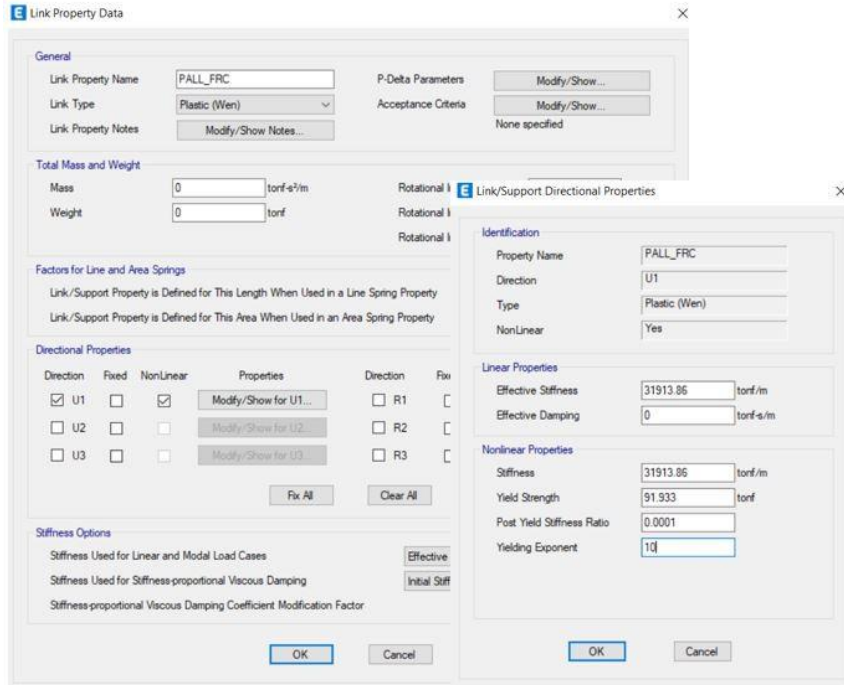 E Link Property Data
General
Link Property Name PALL_FRC P-Delta Parameters Modify/Show...
Link Type Plastic (Wen) Acceptance Criteria Modify/Show...
Link Property Notes Modify/Show Notes... None specified
Total Mass and Weight
Mass 0 tonf-s²/m Rotational I
Weight 0 tonf Rotational I
Rotational I
Factors for Line and Area Springs
Link/Support Property is Defined for This Length When Used in a Line Spring Property
Link/Support Property is Defined for This Area When Used in an Area Spring Property
Directional Properties
Direction Fixed NonLinear Properties Direction
U1 Modify/Show for U1... R1
U2 Modify/Show for U2... R2
U3 Modify/Show for U3... R3
Fix All Clear All
Stiffness Options
Stiffness Used for Linear and Modal Load Cases Effective
Stiffness Used for Stiffness-proportional Viscous Damping Initial Stiff
Stiffness-proportional Viscous Damping Coefficient Modification Factor
OK Cancel
E Link/Support Directional Properties
Identification
Property Name PALL_FRC
Direction U1
Type Plastic (Wen)
NonLinear Yes
Linear Properties
Effective Stiffness 31913.86 tonf/m
Effective Damping 0 tonf-s/m
Nonlinear Properties
Stiffness 31913.86 tonf/m
Yield Strength 91.933 tonf
Post Yield Stiffness Ratio 0.0001
Yielding Exponent 10
OK Cancel